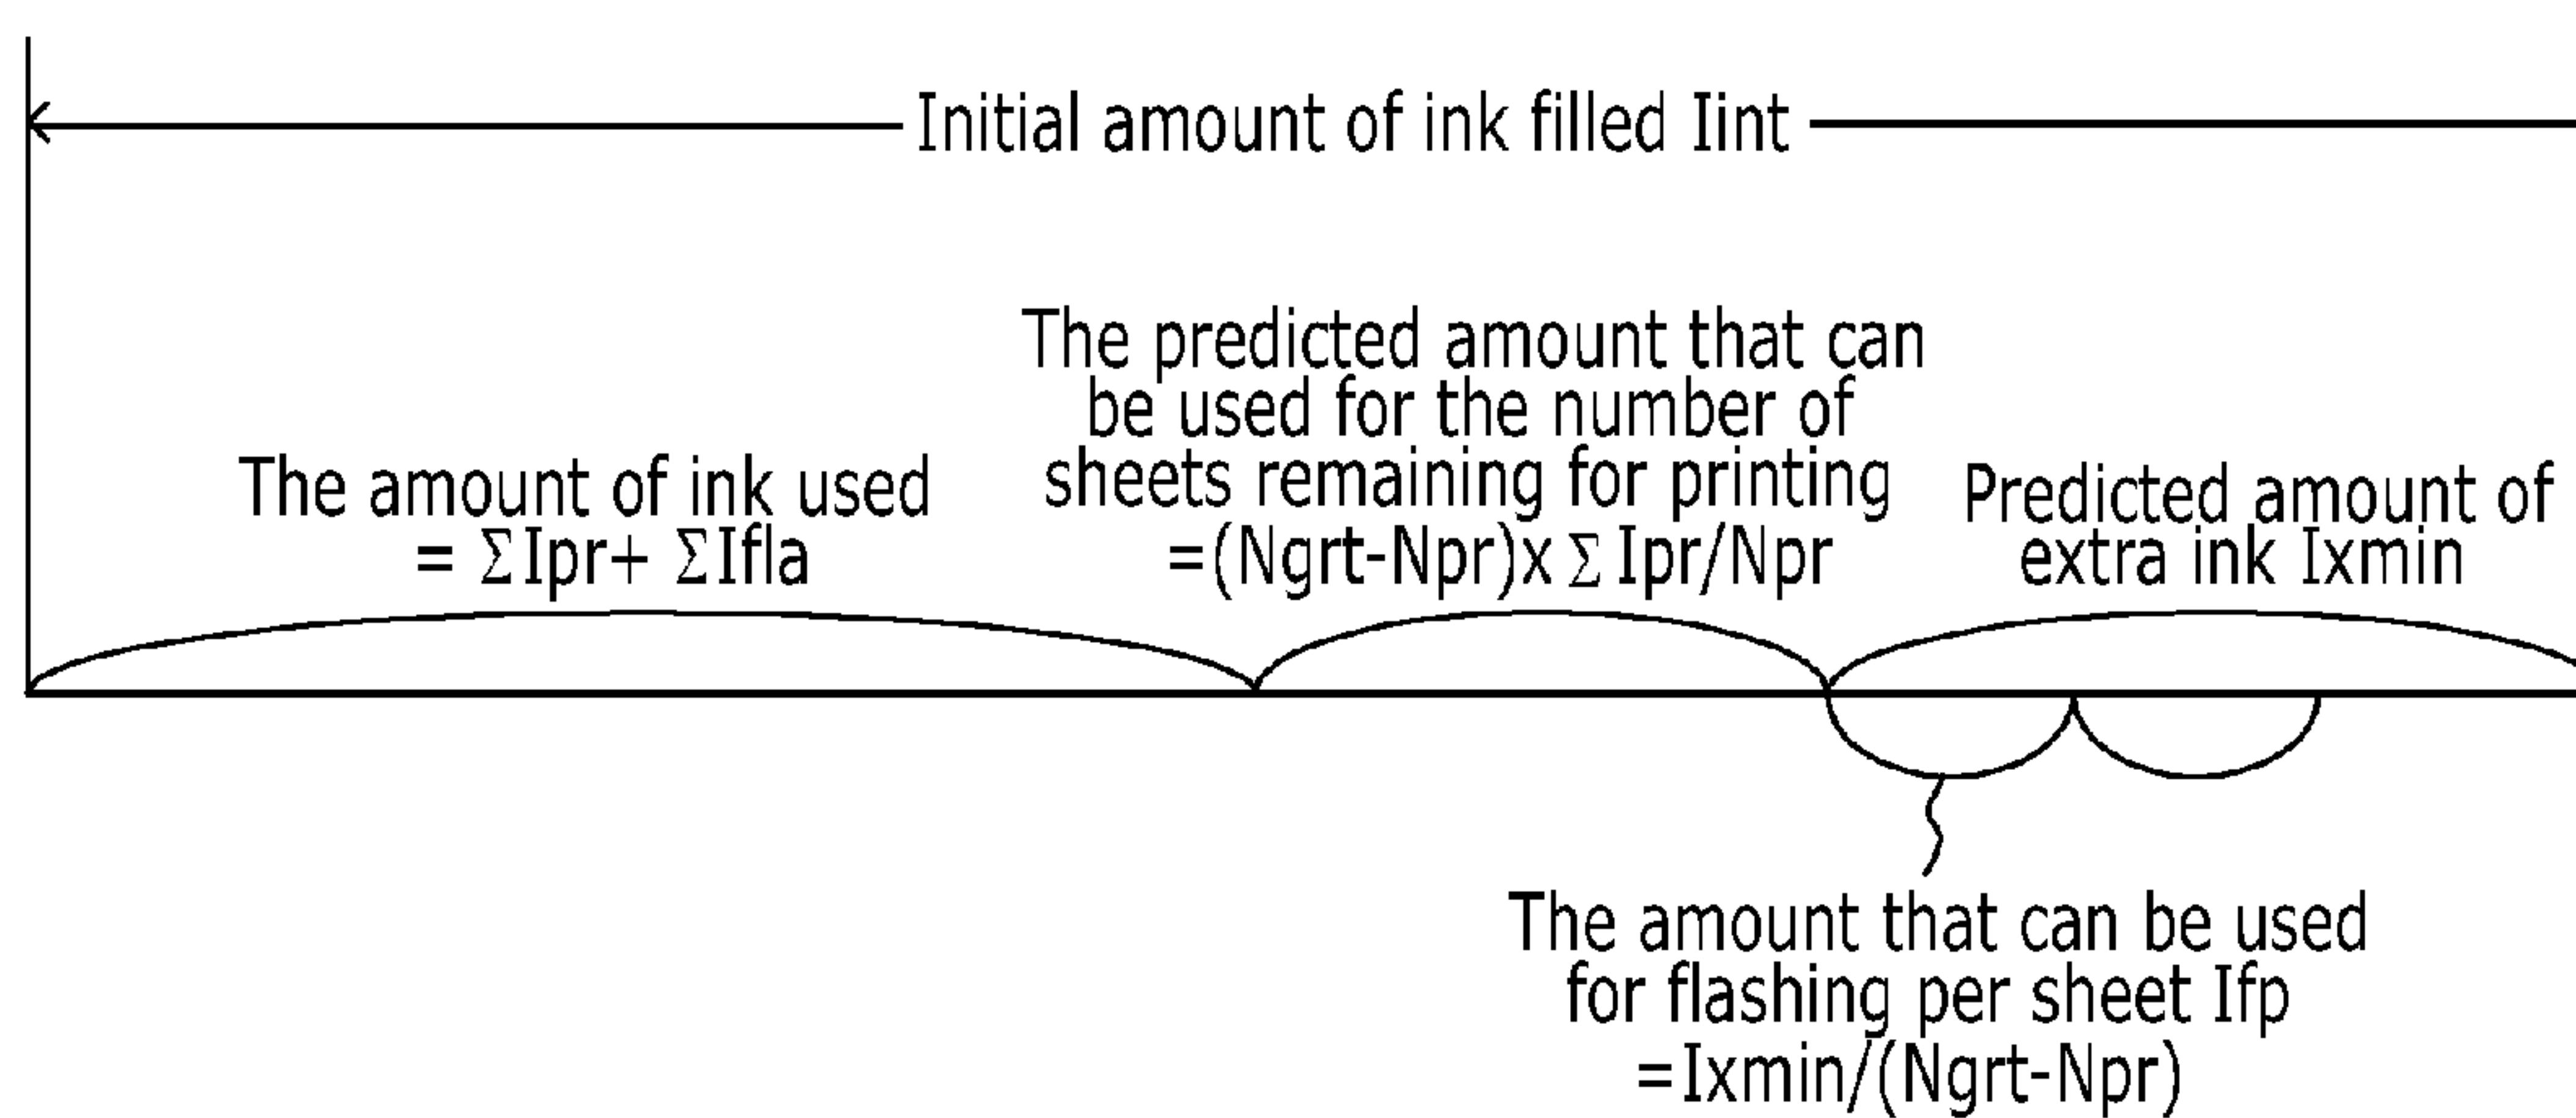 Initial amount of ink filled Iint
The predicted amount that can
be used for the number of
sheets remaining for printing
=(Ngrt-Npr)x ΣIpr/Npr
The amount of ink used
= ΣIpr+ ΣIfla
Predicted amount of
extra ink Ixmin
The amount that can be used
for flashing per sheet Ifp
=Ixmin/(Ngrt-Npr)